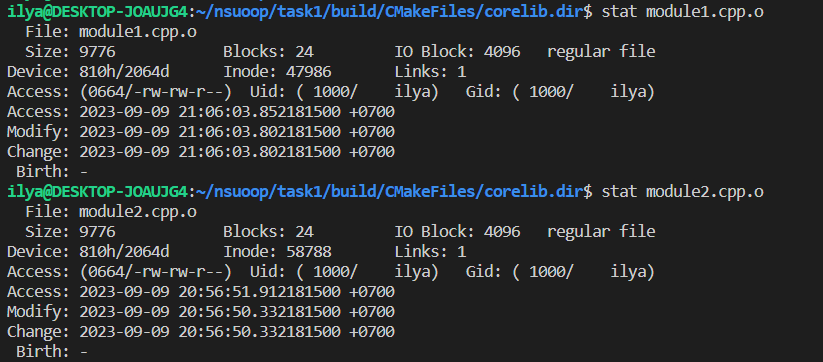 ilya@DESKTOP-JOAUJG4:~/nsuoop/task1/build/CMakeFiles/corelib.dir$ stat module1.cpp.o
  File: module1.cpp.o
  Size: 9776            Blocks: 24         IO Block: 4096   regular file
Device: 810h/2064d      Inode: 47986       Links: 1
Access: (0664/-rw-rw-r--)  Uid: ( 1000/    ilya)   Gid: ( 1000/    ilya)
Access: 2023-09-09 21:06:03.852181500 +0700
Modify: 2023-09-09 21:06:03.802181500 +0700
Change: 2023-09-09 21:06:03.802181500 +0700
 Birth: -
ilya@DESKTOP-JOAUJG4:~/nsuoop/task1/build/CMakeFiles/corelib.dir$ stat module2.cpp.o
  File: module2.cpp.o
  Size: 9776            Blocks: 24         IO Block: 4096   regular file
Device: 810h/2064d      Inode: 58788       Links: 1
Access: (0664/-rw-rw-r--)  Uid: ( 1000/    ilya)   Gid: ( 1000/    ilya)
Access: 2023-09-09 20:56:51.912181500 +0700
Modify: 2023-09-09 20:56:50.332181500 +0700
Change: 2023-09-09 20:56:50.332181500 +0700
 Birth: -